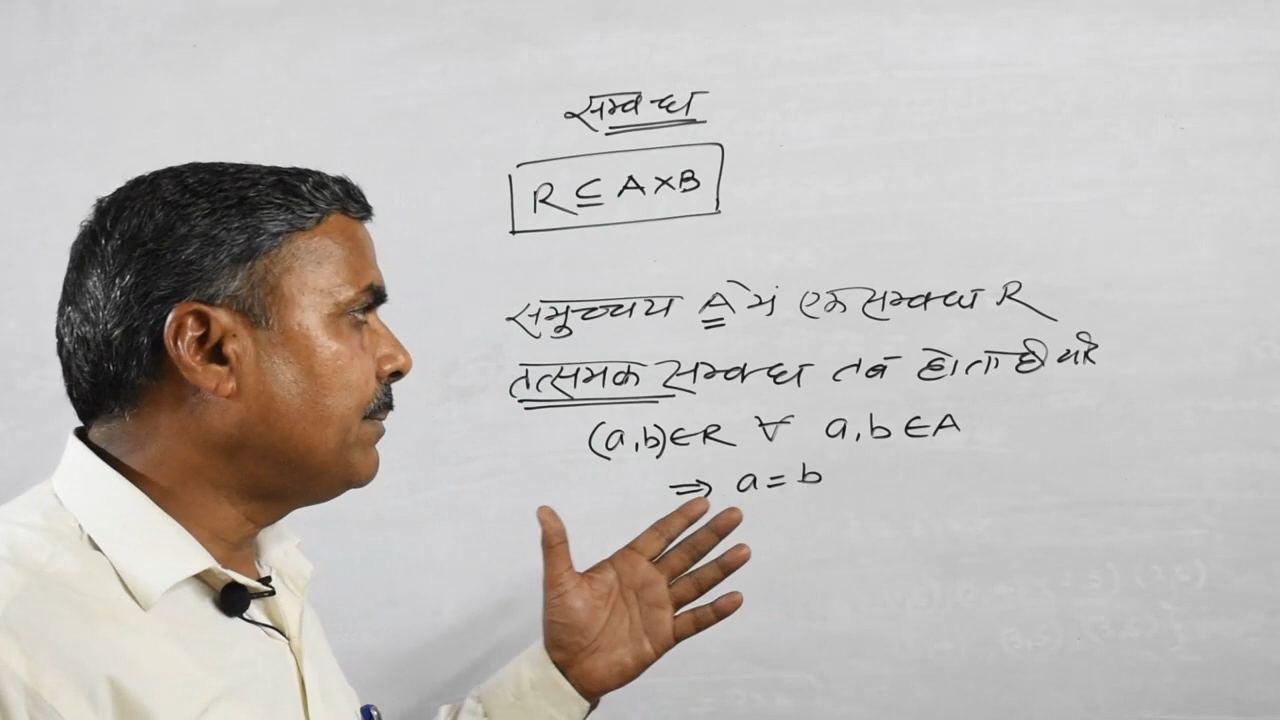 सम्बन्ध
R ⊆ A×B
समुच्चय A में एक सम्बन्ध R
तत्समक सम्बन्ध तब होता है यदि
(a,b)∈R ∀ a,b ∈A
⇒ a=b